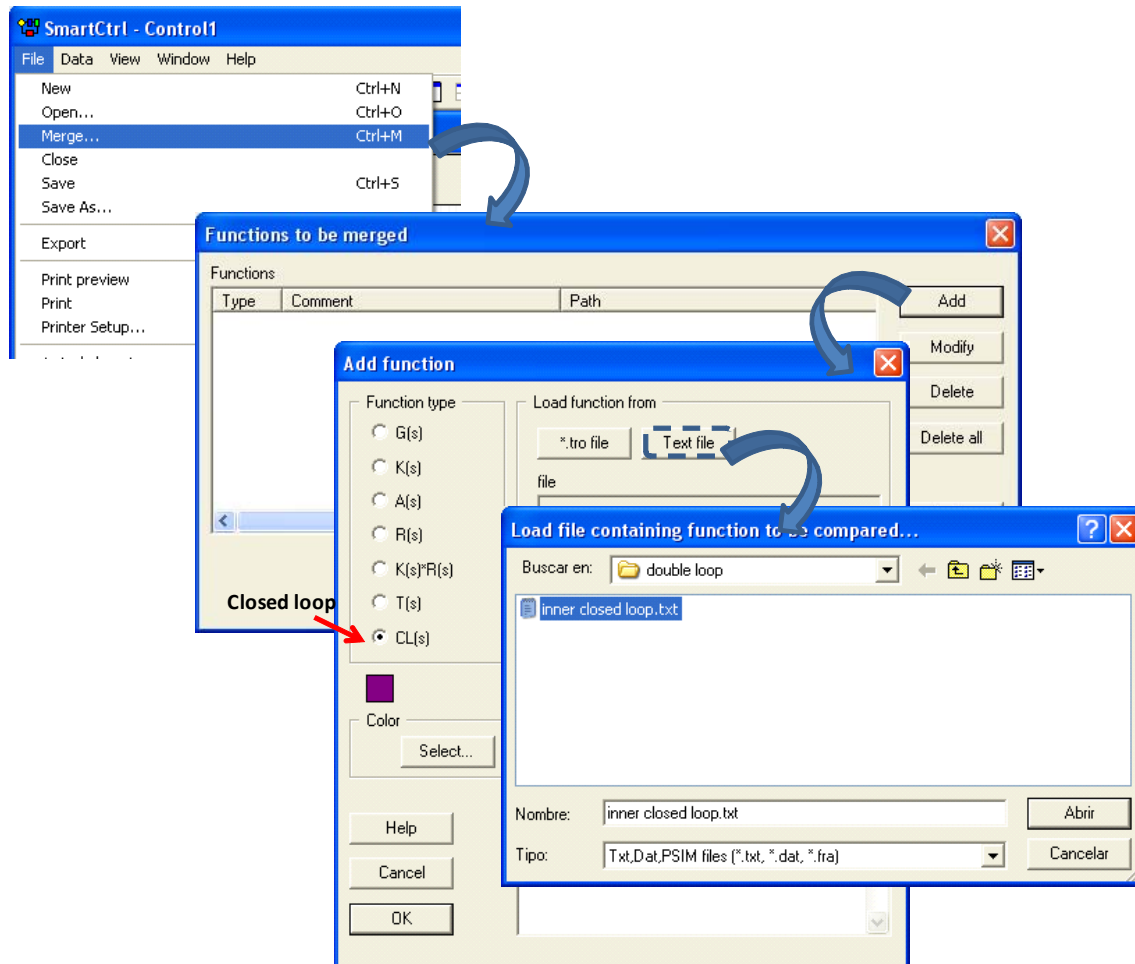 SmartCtrl - Control1
File Data View Window Help
New Ctrl+N
Open... Ctrl+O
Merge... Ctrl+M
Close
Save Ctrl+S
Save As...
Export
Print preview
Print
Printer Setup...
Functions to be merged
Functions
Type Comment Path
Add
Modify
Delete
Delete all
Add function
Function type
G(s)
K(s)
A(s)
R(s)
K(s)*R(s)
T(s)
CL(s)
Closed loop
Load function from
*.tro file Text file
file
Color
Select...
Help
Cancel
OK
Load file containing function to be compared...
Buscar en: double loop
inner closed loop.txt
Nombre: inner closed loop.txt Abrir
Tipo: Txt,Dat,PSIM files (*.txt, *.dat, *.fra) Cancelar